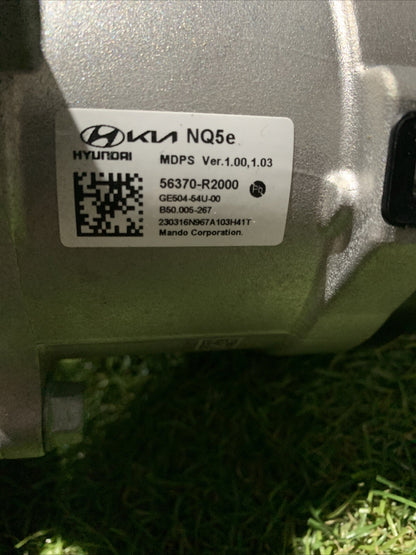 HYUNDAI KIA NQ5e
MDPS Ver.1.00,1.03
56370-R2000
GE504-54U-00
B50.005-267
230316N967A103H41T
Mando Corporation.